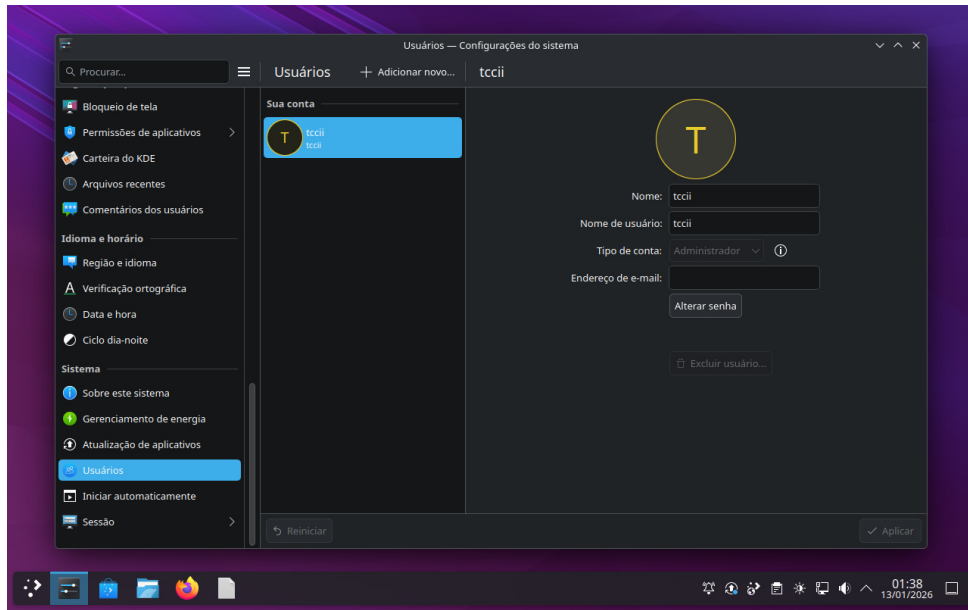 Usuários — Configurações do sistema
Procurar...
Usuários
Adicionar novo...
tccii
Bloqueio de tela
Permissões de aplicativos
Carteira do KDE
Arquivos recentes
Comentários dos usuários
Idioma e horário
Região e idioma
Verificação ortográfica
Data e hora
Ciclo dia-noite
Sistema
Sobre este sistema
Gerenciamento de energia
Atualização de aplicativos
Usuários
Iniciar automaticamente
Sessão
Sua conta
T
tccii
tccii
Reiniciar
T
Nome: tccii
Nome de usuário: tccii
Tipo de conta: Administrador
Endereço de e-mail:
Alterar senha
Excluir usuário...
Aplicar
01:38
13/01/2026